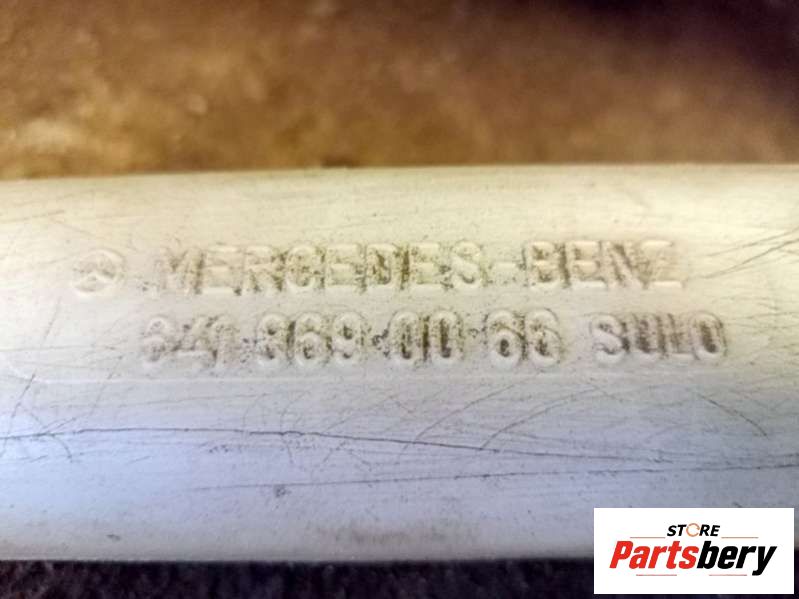 MERCEDES-BENZ
641 869 00 66 SULO
STORE
Partsbery